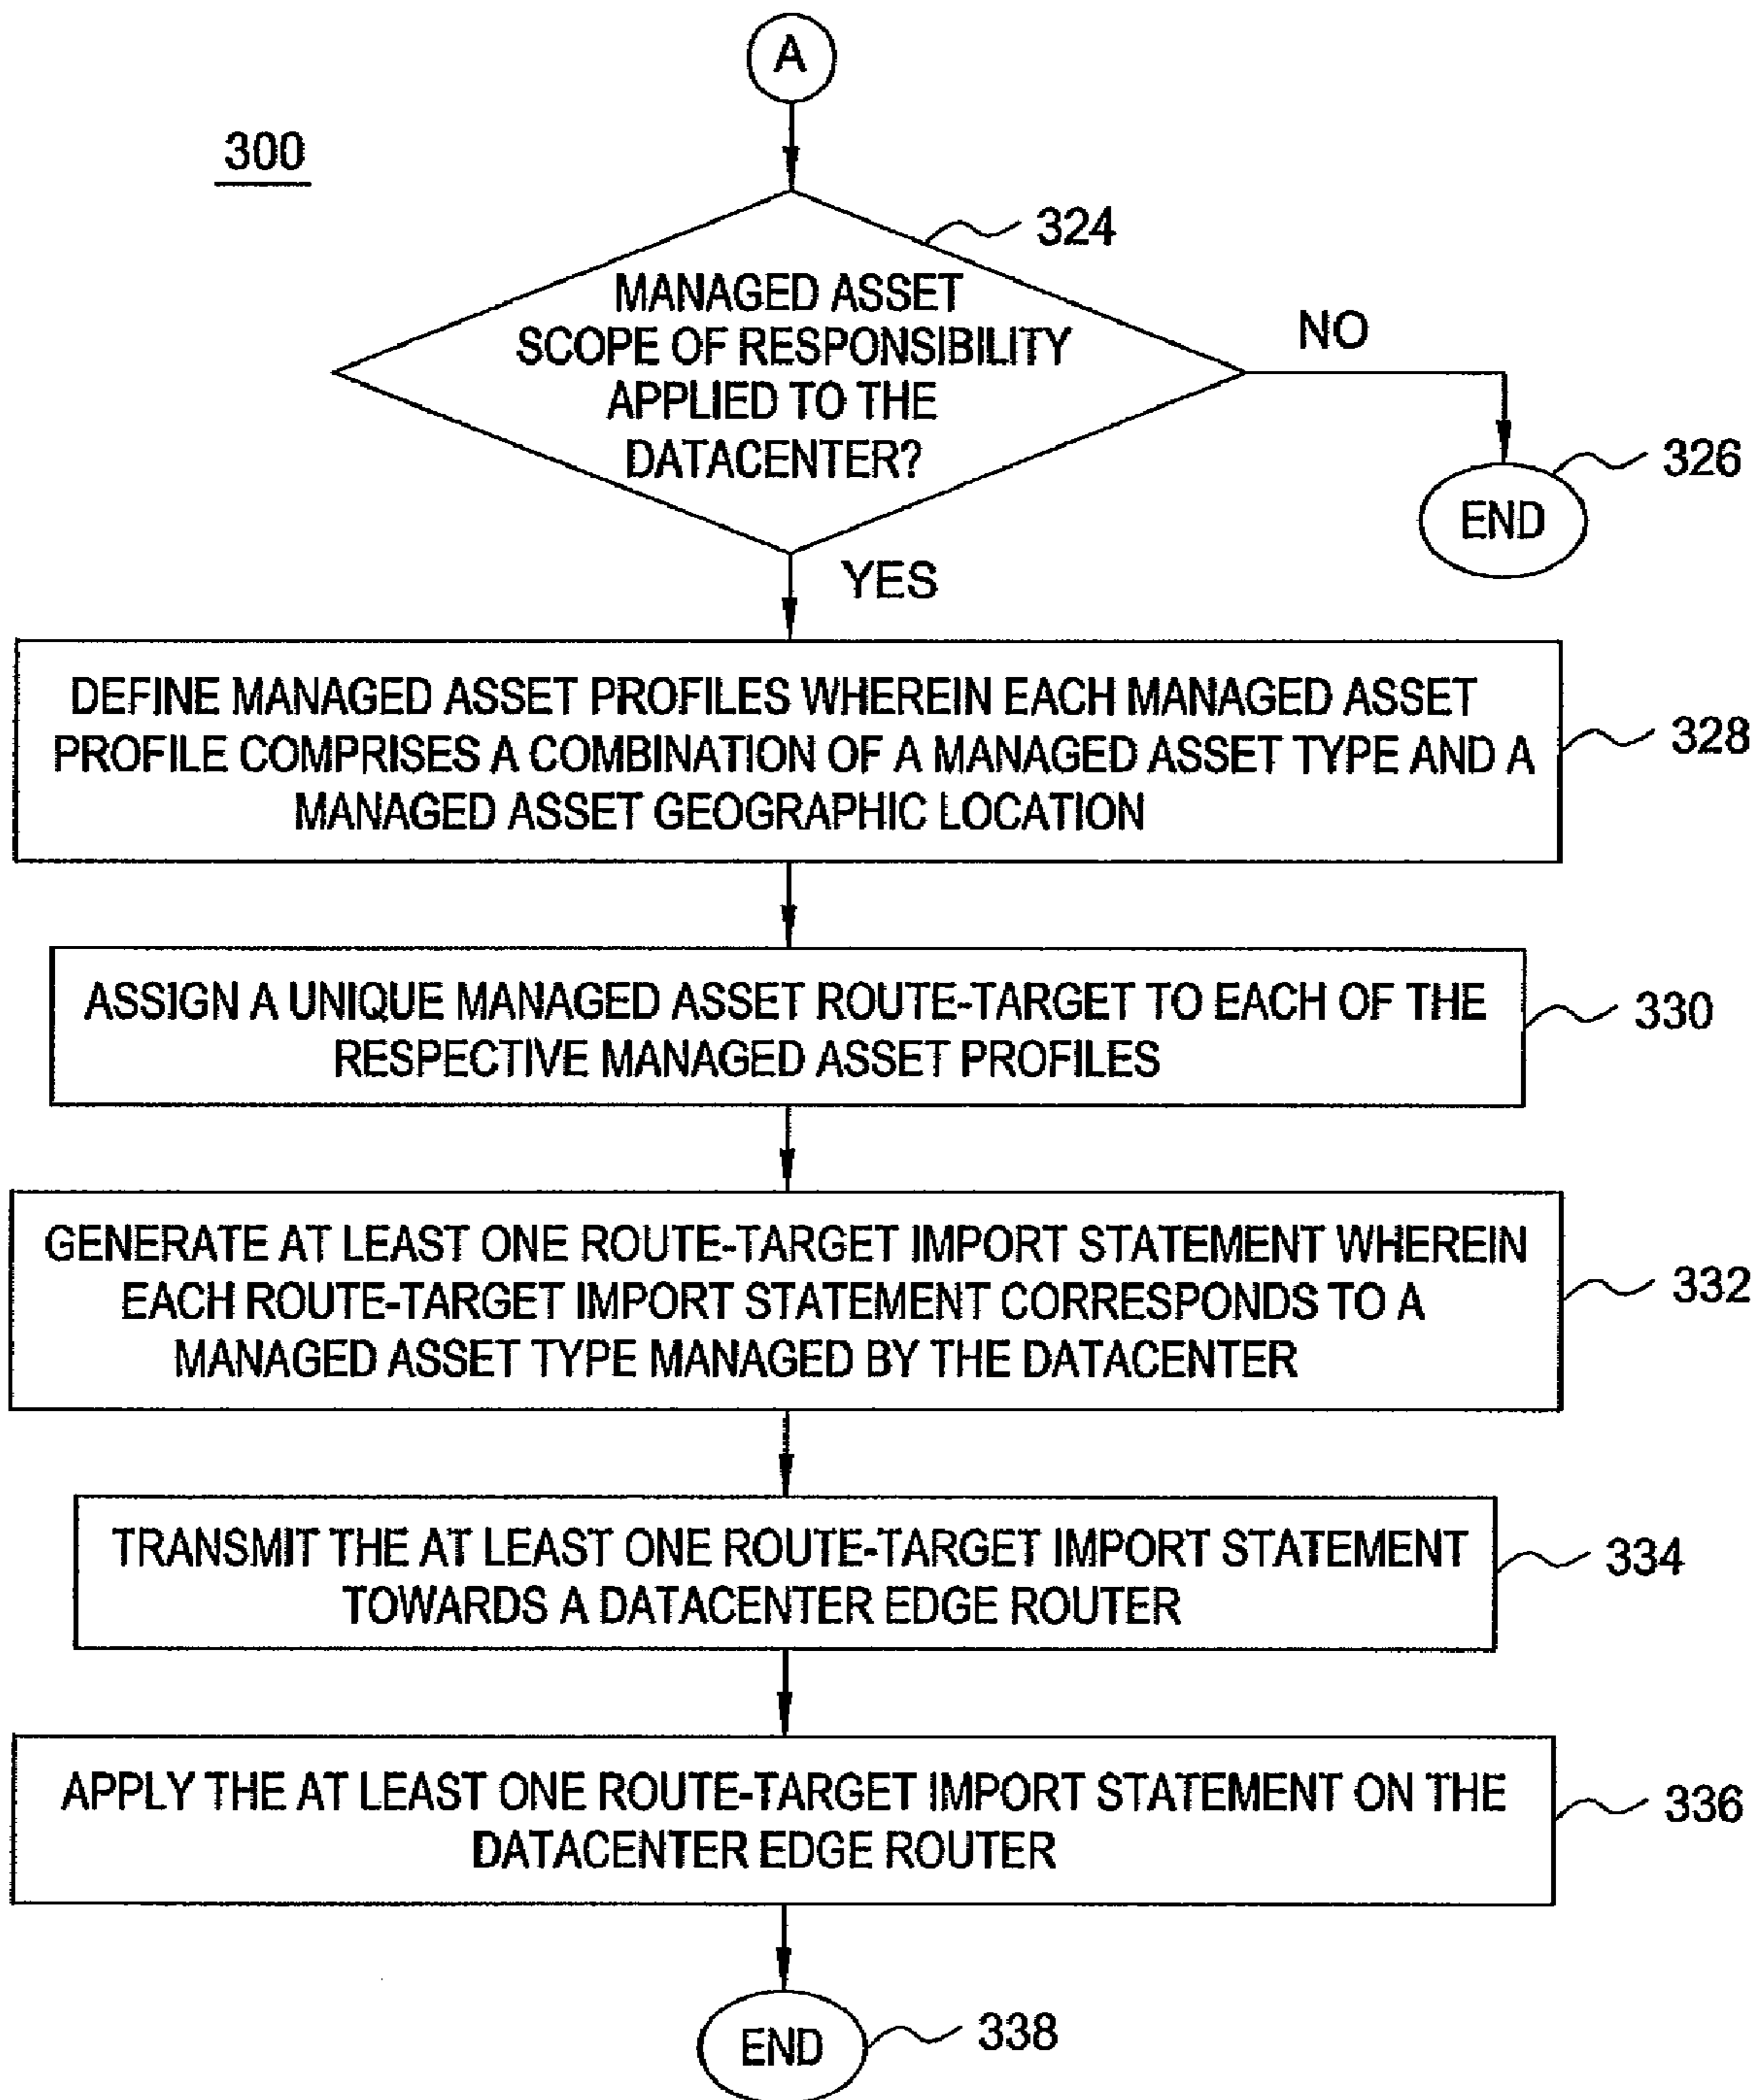 A
300
324
MANAGED ASSET
SCOPE OF RESPONSIBILITY
APPLIED TO THE
DATACENTER?
NO
326
END
YES
DEFINE MANAGED ASSET PROFILES WHEREIN EACH MANAGED ASSET
PROFILE COMPRISES A COMBINATION OF A MANAGED ASSET TYPE AND A
MANAGED ASSET GEOGRAPHIC LOCATION
328
ASSIGN A UNIQUE MANAGED ASSET ROUTE-TARGET TO EACH OF THE
RESPECTIVE MANAGED ASSET PROFILES
330
GENERATE AT LEAST ONE ROUTE-TARGET IMPORT STATEMENT WHEREIN
EACH ROUTE-TARGET IMPORT STATEMENT CORRESPONDS TO A
MANAGED ASSET TYPE MANAGED BY THE DATACENTER
332
TRANSMIT THE AT LEAST ONE ROUTE-TARGET IMPORT STATEMENT
TOWARDS A DATACENTER EDGE ROUTER
334
APPLY THE AT LEAST ONE ROUTE-TARGET IMPORT STATEMENT ON THE
DATACENTER EDGE ROUTER
336
END
338